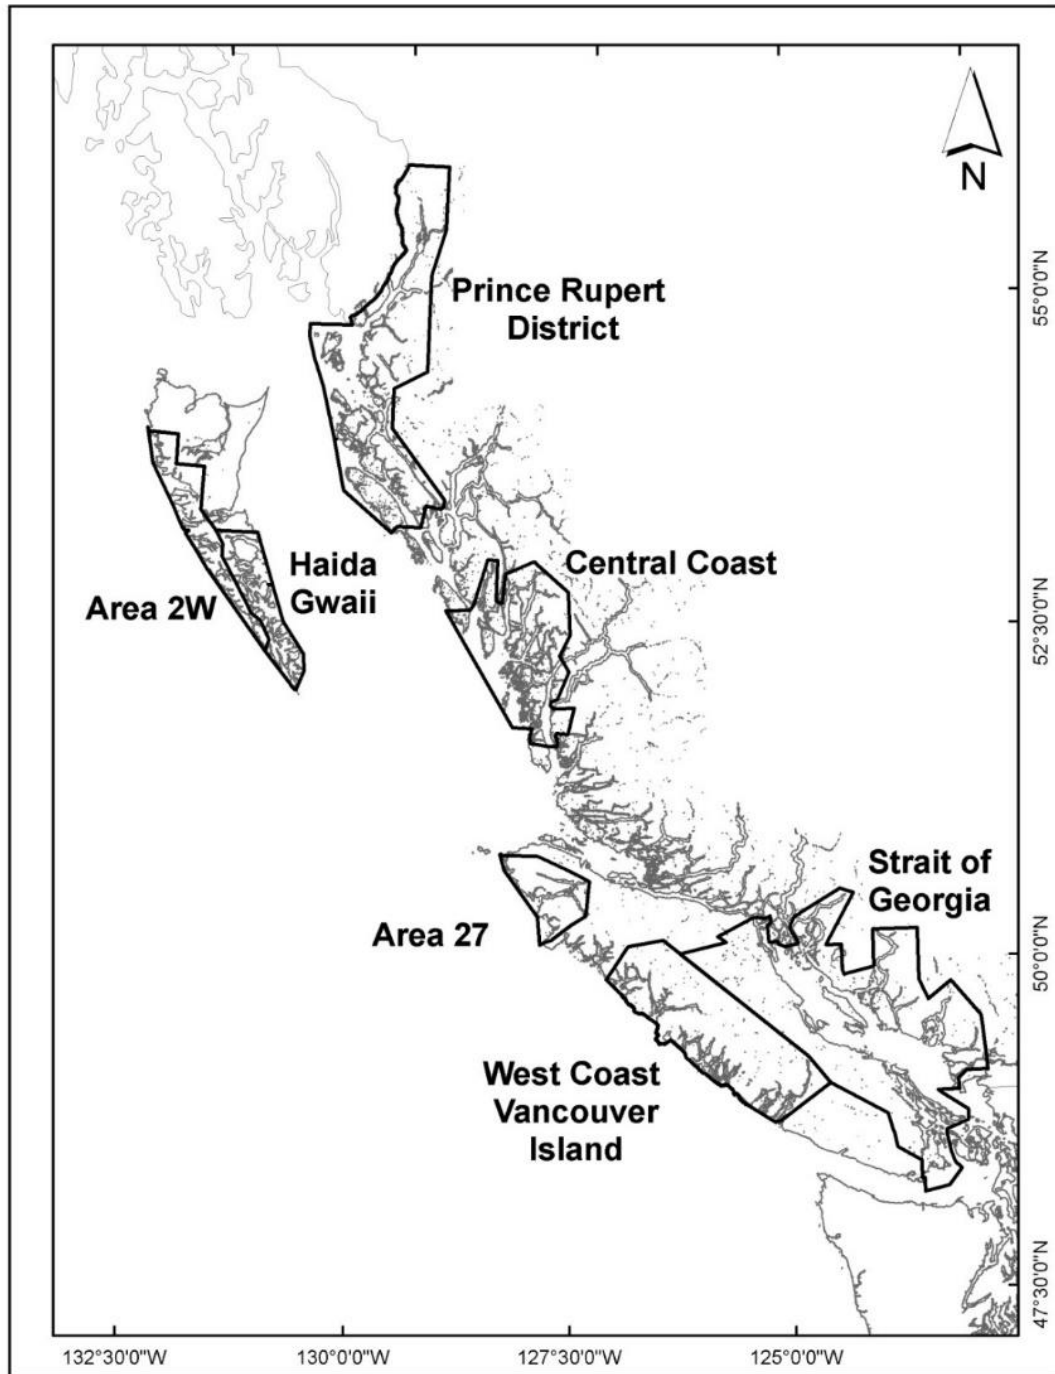 N
Prince Rupert
District
55°0'0"N
Haida
Gwaii
Area 2W
Central Coast
52°30'0"N
Strait of
Georgia
Area 27
50°0'0"N
West Coast
Vancouver
Island
47°30'0"N
132°30'0"W 130°0'0"W 127°30'0"W 125°0'0"W